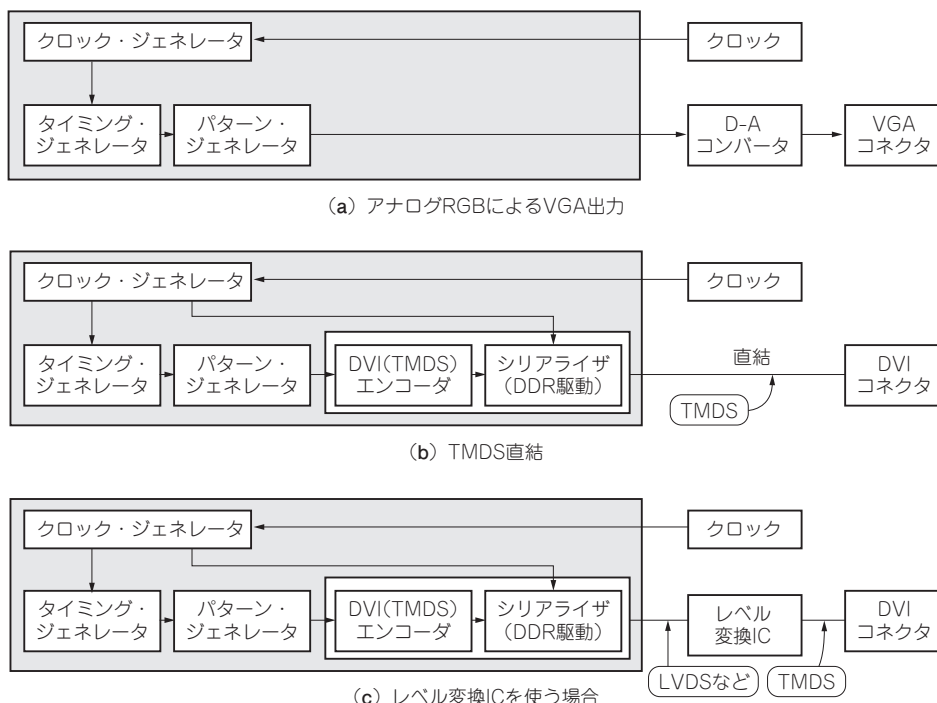 クロック・ジェネレータ
クロック
タイミング・
ジェネレータ
パターン・
ジェネレータ
D-A
コンバータ
VGA
コネクタ
(a) アナログRGBによるVGA出力
クロック・ジェネレータ
クロック
タイミング・
ジェネレータ
パターン・
ジェネレータ
DVI(TMDS)
エンコーダ
シリアライザ
(DDR駆動)
直結
TMDS
DVI
コネクタ
(b) TMDS直結
クロック・ジェネレータ
クロック
タイミング・
ジェネレータ
パターン・
ジェネレータ
DVI(TMDS)
エンコーダ
シリアライザ
(DDR駆動)
レベル
変換IC
DVI
コネクタ
LVDSなど
TMDS
(c) レベル変換ICを使う場合